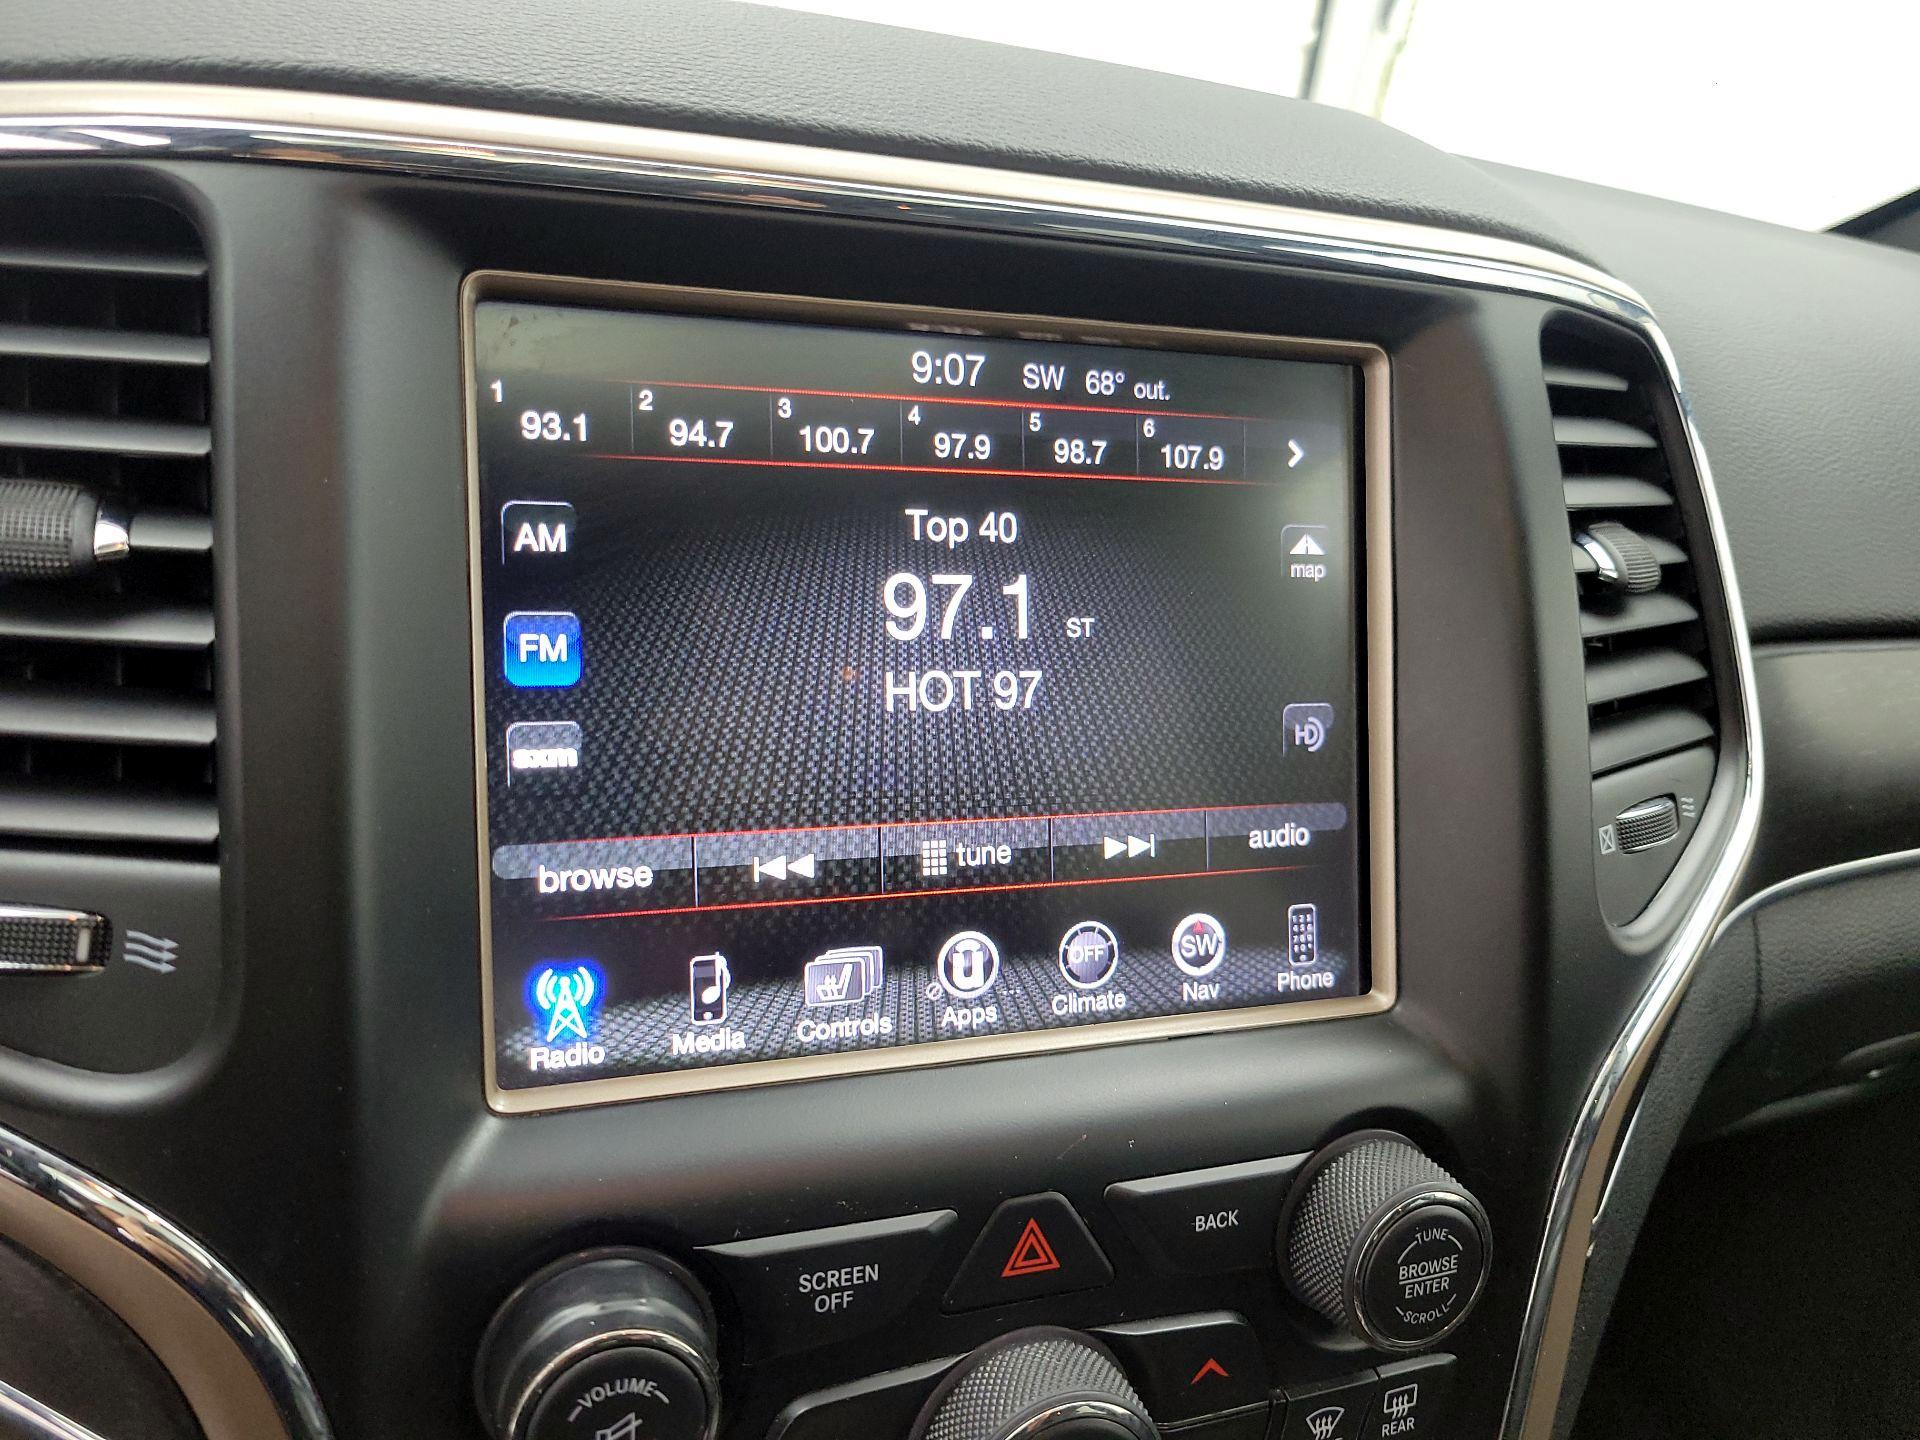 9:07 SW 68° out.
1 93.1 2 94.7 3 100.7 4 97.9 5 98.7 6 107.9
AM
Top 40
map
97.1 ST
FM
HOT 97
sxm
HD
browse tune audio
OFF SW
Radio Media Controls Apps Climate Nav Phone
BACK
SCREEN
OFF
TUNE
BROWSE
ENTER
SCROLL
VOLUME
REAR